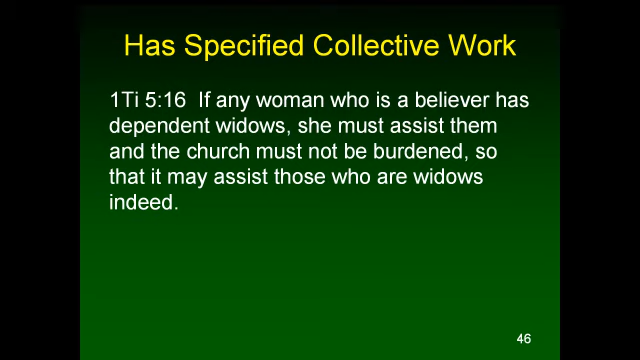 Has Specified Collective Work
1Ti 5:16  If any woman who is a believer has
dependent widows, she must assist them
and the church must not be burdened, so
that it may assist those who are widows
indeed.
46